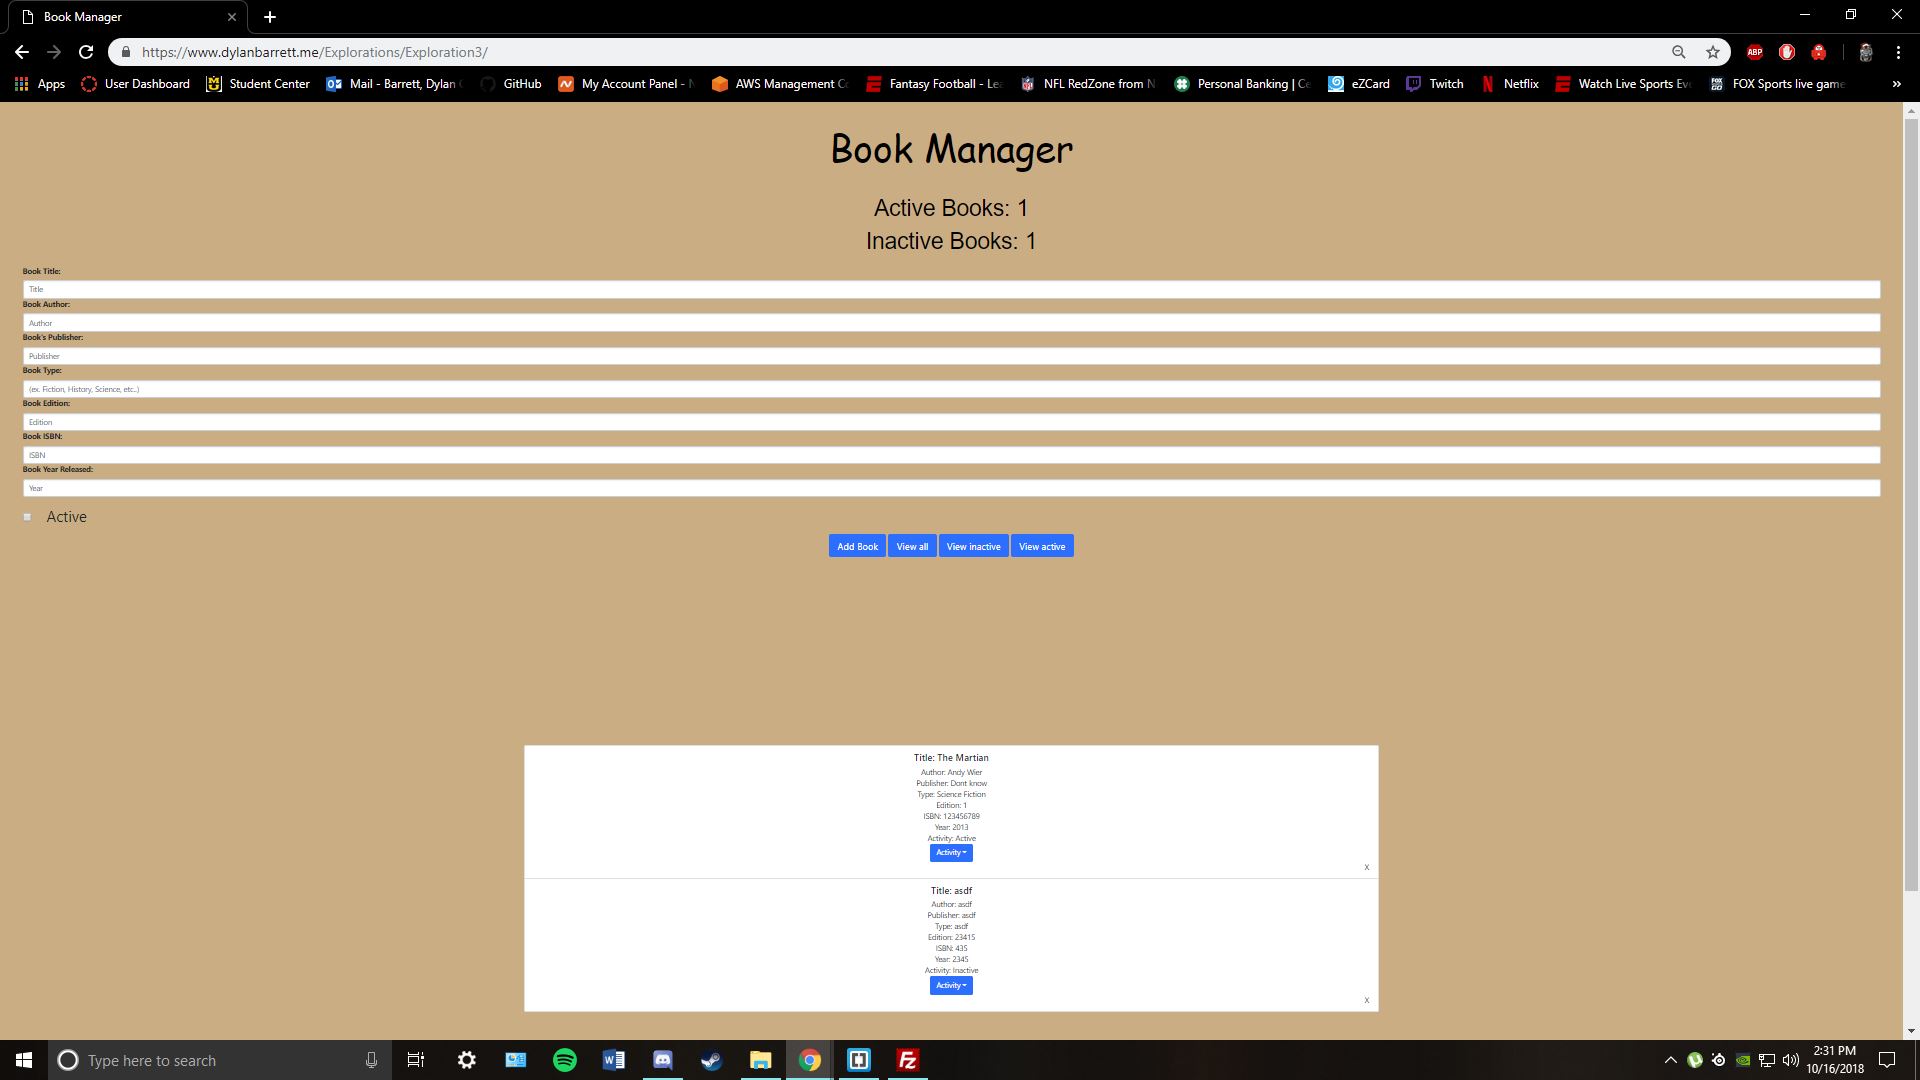 Book Manager
https://www.dylanbarrett.me/Explorations/Exploration3/
ABP
Apps User Dashboard Student Center Mail - Barrett, Dylan GitHub My Account Panel - AWS Management Co Fantasy Football - Lea NFL RedZone from N Personal Banking | Ce eZCard Twitch Netflix Watch Live Sports Eve FOX Sports live game »
Book Manager
Active Books: 1
Inactive Books: 1
Book Title:
Title
Book Author:
Author
Book's Publisher:
Publisher
Book Type:
(ex. Fiction, History, Science, etc..)
Book Edition:
Edition
Book ISBN:
ISBN
Book Year Released:
Year
Active
Add Book View all View inactive View active
Title: The Martian
Author: Andy Wier
Publisher: Dont know
Type: Science Fiction
Edition: 1
ISBN: 123456789
Year: 2013
Activity: Active
Activity
x
Title: asdf
Author: asdf
Publisher: asdf
Type: asdf
Edition: 23415
ISBN: 435
Year: 2345
Activity: Inactive
Activity
x
Type here to search
2:31 PM
10/16/2018